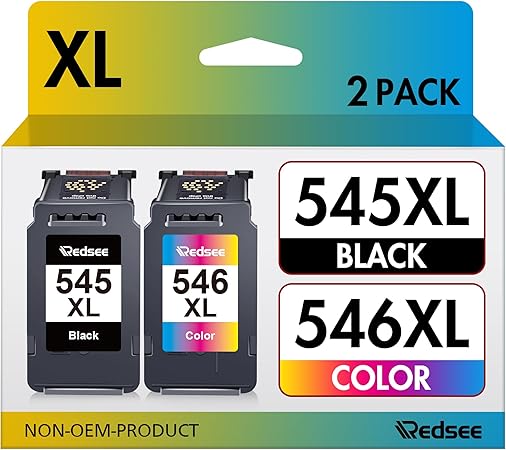 XL
2 PACK
Redsee
545
XL
Black
Redsee
546
XL
Color
545XL
BLACK
546XL
COLOR
NON-OEM-PRODUCT
Redsee